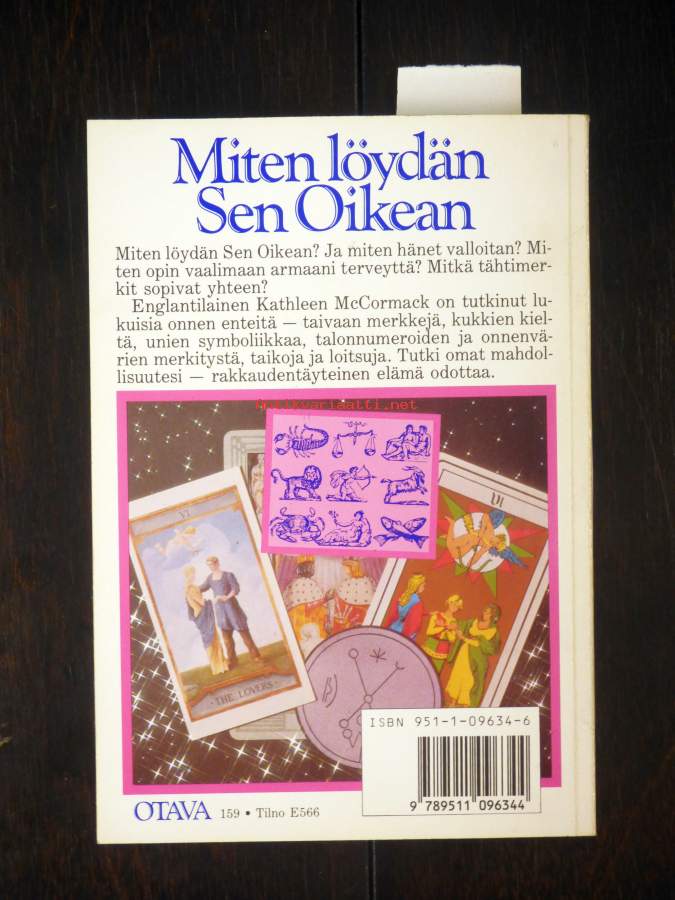 Miten löydän
Sen Oikean
Miten löydän Sen Oikean? Ja miten hänet valloitan? Mi-
ten opin vaalimaan armaani terveyttä? Mitkä tähtimer-
kit sopivat yhteen?
Englantilainen Kathleen McCormack on tutkinut lu-
kuisia onnen enteitä — taivaan merkkejä, kukkien kiel-
tä, unien symboliikkaa, talonnumeroiden ja onnenvä-
rien merkitystä, taikoja ja loitsuja. Tutki omat mahdol-
lisuutesi — rakkaudentäyteinen elämä odottaa.
Antikvariaatti.net
VI
IV
·THE LOVERS·
ISBN 951-1-09634-6
9 789511 096344
OTAVA 159 • Tilno E566